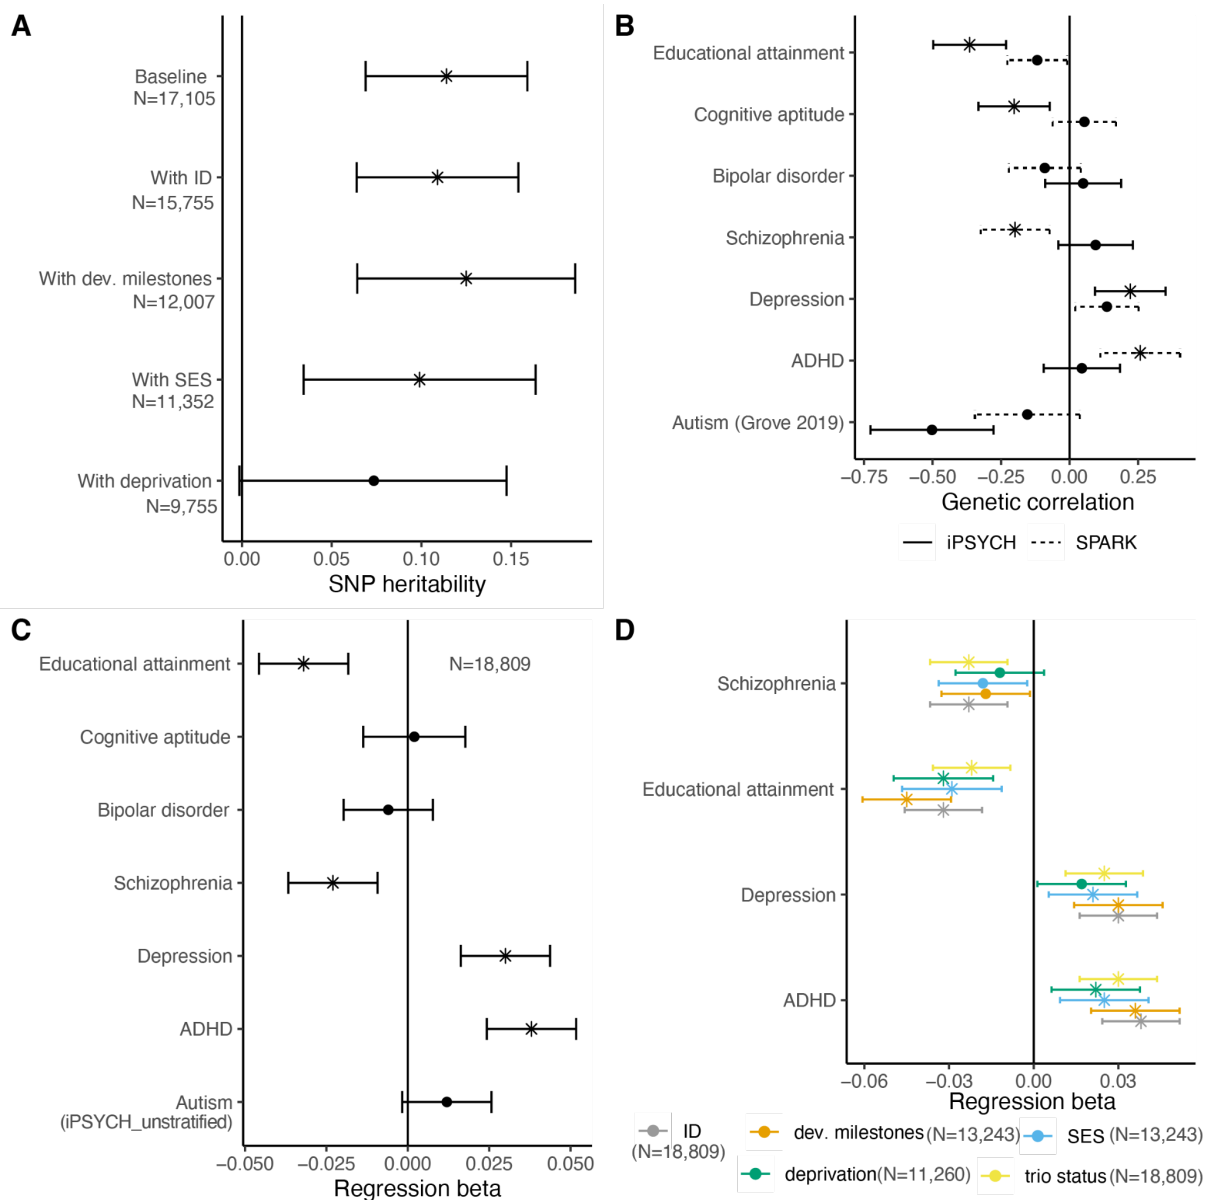 A
Baseline
N=17,105
With ID
N=15,755
With dev. milestones
N=12,007
With SES
N=11,352
With deprivation
N=9,755
0.00 0.05 0.10 0.15
SNP heritability
B
Educational attainment
Cognitive aptitude
Bipolar disorder
Schizophrenia
Depression
ADHD
Autism (Grove 2019)
−0.75 −0.50 −0.25 0.00 0.25
Genetic correlation
iPSYCH SPARK
C
Educational attainment N=18,809
Cognitive aptitude
Bipolar disorder
Schizophrenia
Depression
ADHD
Autism
(iPSYCH_unstratified)
−0.050 −0.025 0.000 0.025 0.050
Regression beta
D
Schizophrenia
Educational attainment
Depression
ADHD
−0.06 −0.03 0.00 0.03
Regression beta
ID
(N=18,809)
dev. milestones(N=13,243)
SES (N=13,243)
deprivation(N=11,260)
trio status(N=18,809)